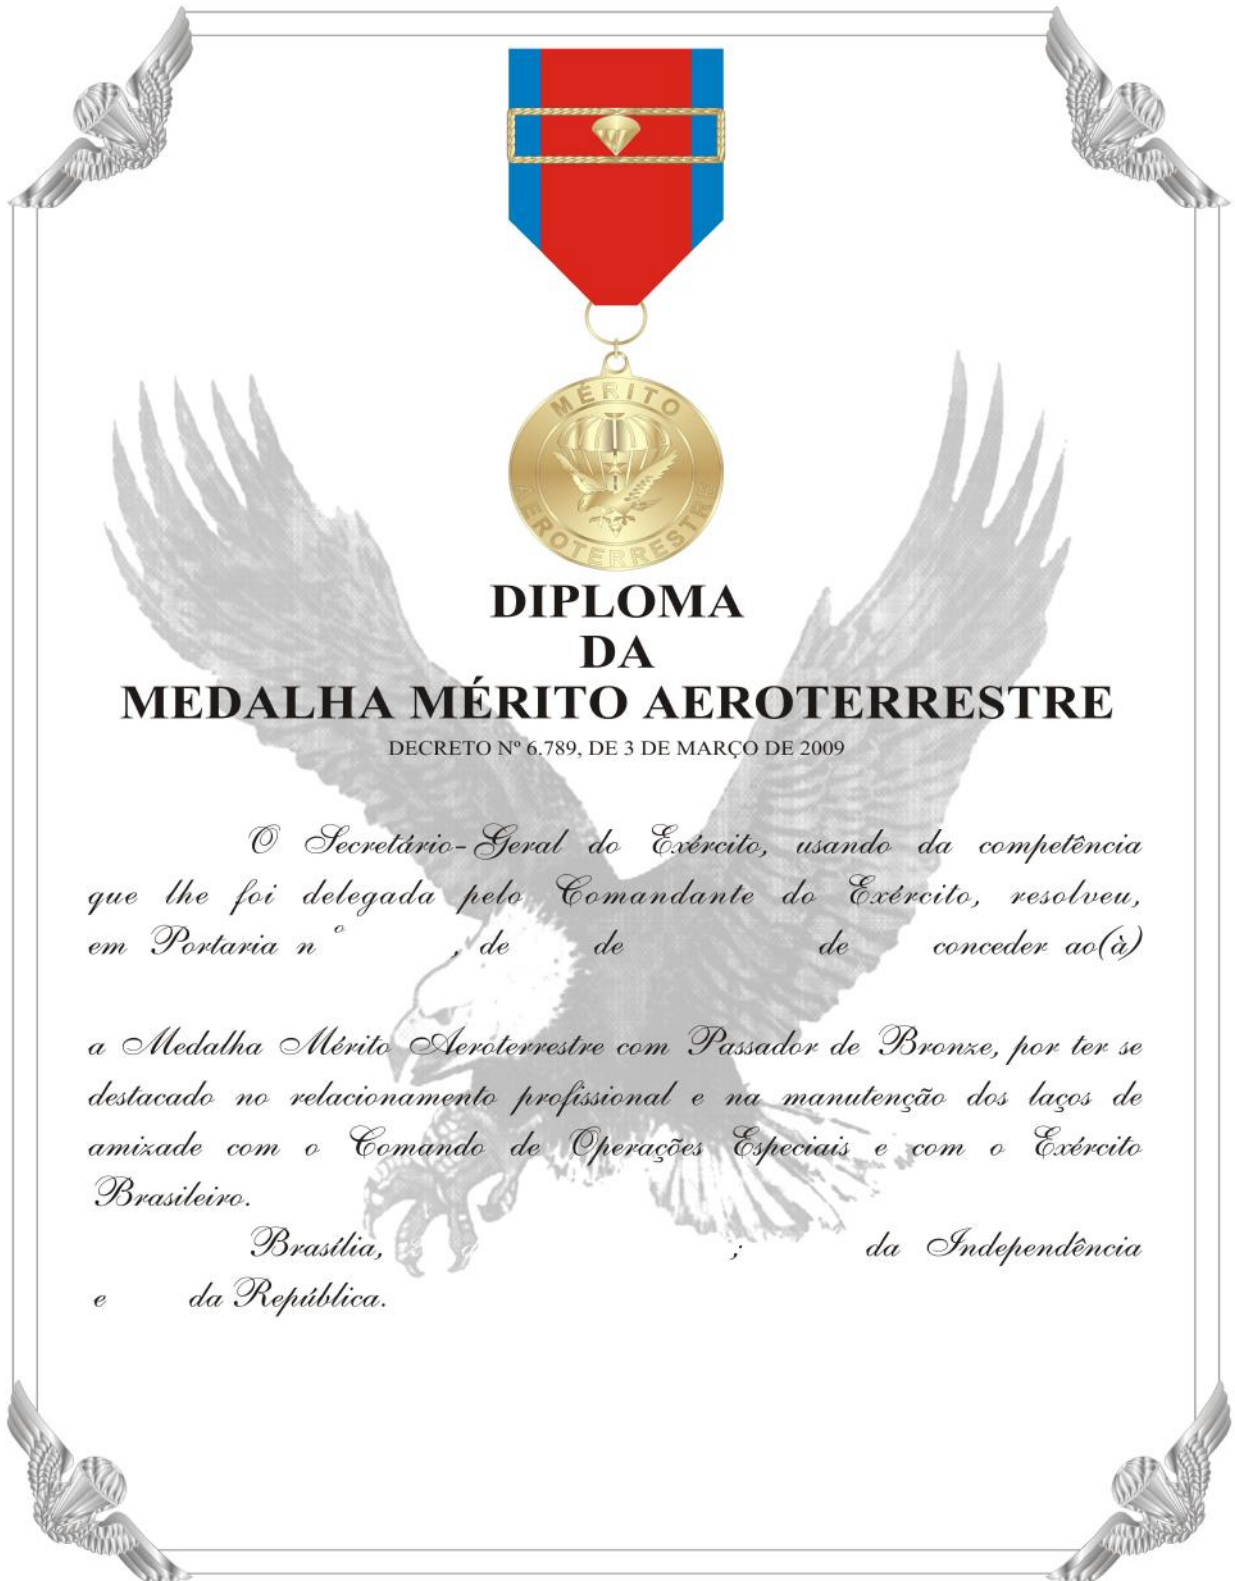 MÉRITO
AEROTERRESTRE
DIPLOMA
DA
MEDALHA MÉRITO AEROTERRESTRE
DECRETO Nº 6.789, DE 3 DE MARÇO DE 2009
O Secretário-Geral do Exército, usando da competência
que lhe foi delegada pelo Comandante do Exército, resolveu,
em Portaria nº , de de de conceder ao(à)
a Medalha Mérito Aeroterrestre com Passador de Bronze, por ter se
destacado no relacionamento profissional e na manutenção dos laços de
amizade com o Comando de Operações Especiais e com o Exército
Brasileiro.
Brasília, ; da Independência
e da República.